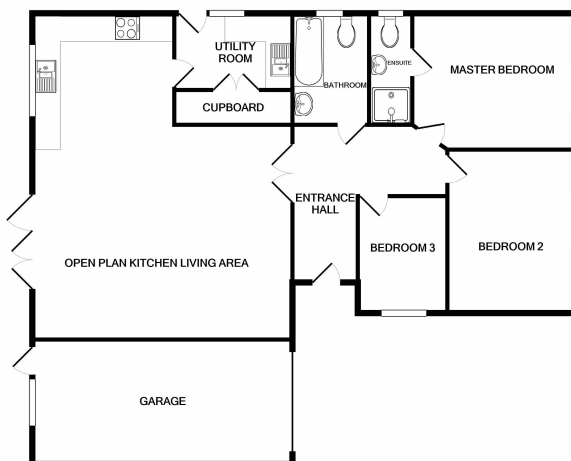 UTILITY
ROOM
BATHROOM
ENSUITE
MASTER BEDROOM
CUPBOARD
ENTRANCE
HALL
BEDROOM 3
BEDROOM 2
OPEN PLAN KITCHEN LIVING AREA
GARAGE